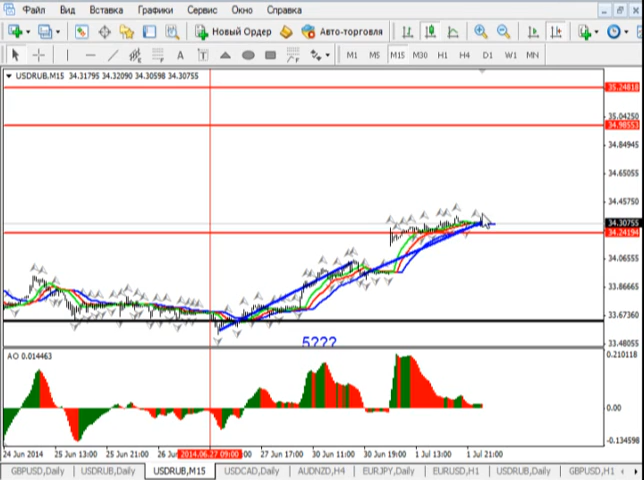 Файл Вид Вставка Графики Сервис Окно Справка
Новый Ордер Авто-торговля
A T M1 M5 M15 M30 H1 H4 D1 W1 MN
USDRUB,M15 34.31795 34.32090 34.30598 34.30755
35.24818
35.04250
34.98553
34.84945
34.65055
34.45750
34.30755
34.24194
34.06555
33.86665
33.67360
33.48055
5???
AO 0.014463
0.210118
0.00
-0.134598
24 Jun 2014 25 Jun 13:00 25 Jun 21:00 26 Jun 2014.06.27 09:00 27 Jun 17:00 30 Jun 11:00 30 Jun 19:00 1 Jul 13:00 1 Jul 21:00
GBPUSD,Daily USDRUB,Daily USDRUB,M15 USDCAD,Daily AUDNZD,H4 EURJPY,Daily EURUSD,H1 USDRUB,Daily GBPUSD,H1